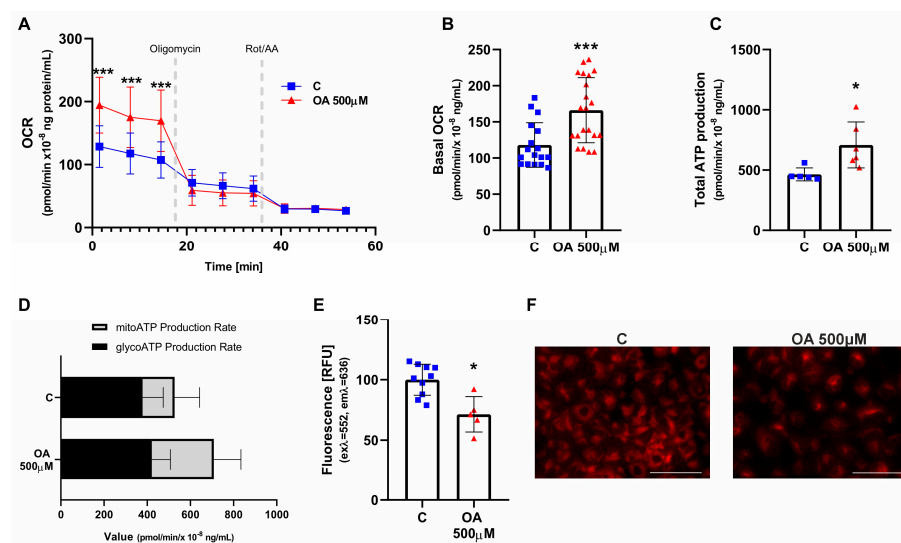 A
OCR
(pmol/min x10⁻⁸ ng protein/mL)
300
200
100
0
0 20 40 60
Time [min]
Oligomycin
Rot/AA
*** *** ***
C
OA 500μM
B
Basal OCR
(pmol/min/x 10⁻⁸ ng/mL)
250
200
150
100
50
0
***
C OA 500μM
C
Total ATP production
(pmol/min/x 10⁻⁸ ng/mL)
1500
1000
500
0
*
C OA 500μM
D
mitoATP Production Rate
glycoATP Production Rate
C
OA
500μM
0 200 400 600 800 1000
Value (pmol/min/x 10⁻⁸ ng/mL)
E
Fluorescence [RFU]
(exλ=552, emλ=636)
150
100
50
0
*
C OA
500μM
F
C OA 500μM